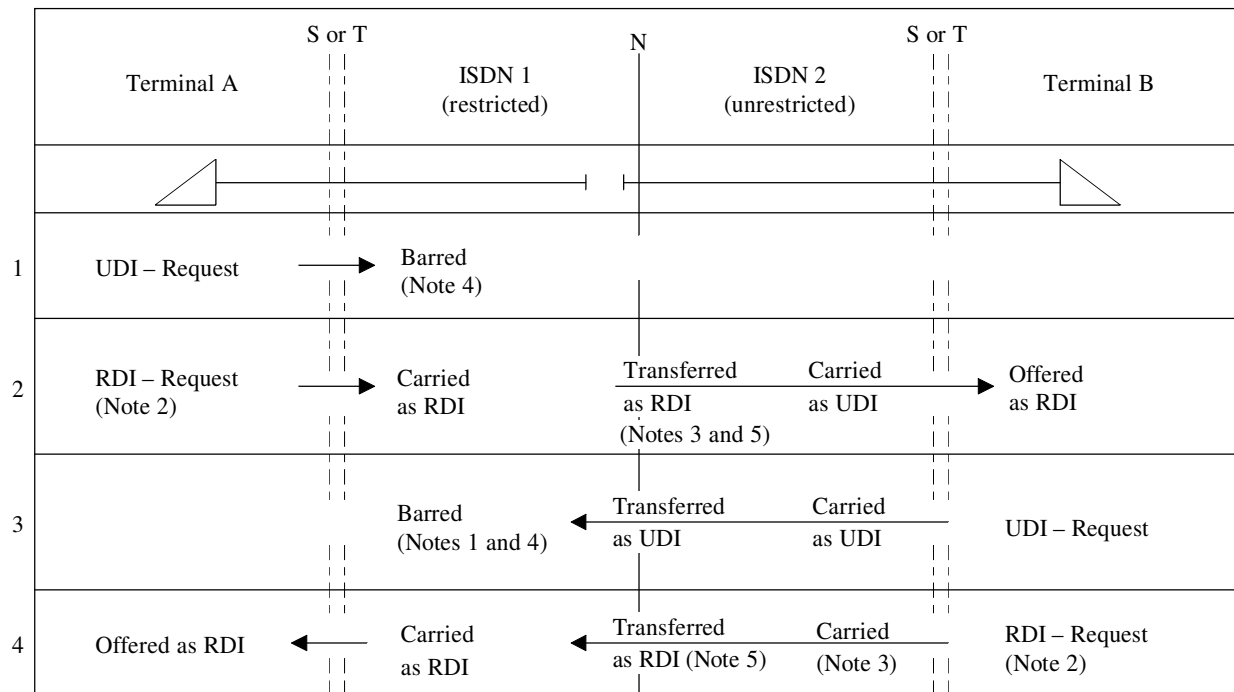 S or T
N
S or T
Terminal A
ISDN 1
(restricted)
ISDN 2
(unrestricted)
Terminal B
1
UDI – Request
Barred
(Note 4)
2
RDI – Request
(Note 2)
Carried
as RDI
Transferred
as RDI
(Notes 3 and 5)
Carried
as UDI
Offered
as RDI
3
Barred
(Notes 1 and 4)
Transferred
as UDI
Carried
as UDI
UDI – Request
4
Offered as RDI
Carried
as RDI
Transferred
as RDI (Note 5)
Carried
(Note 3)
RDI – Request
(Note 2)